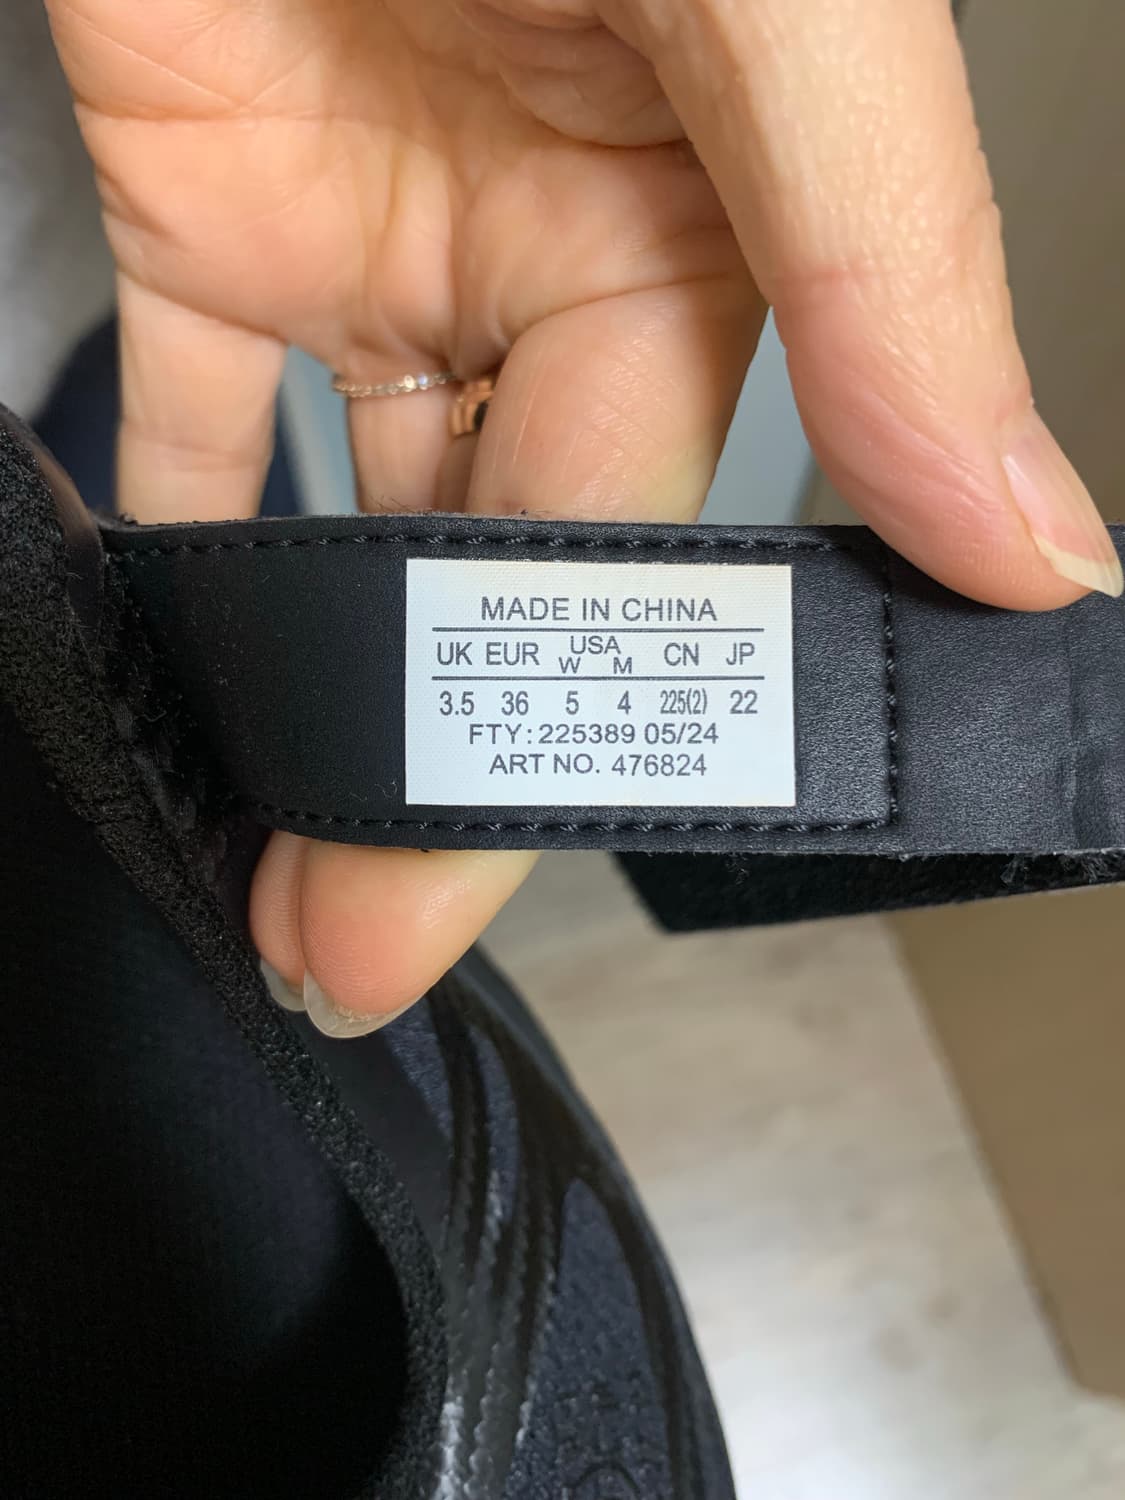 MADE IN CHINA
UK EUR USA W M CN JP
3.5 36 5 4 225(2) 22
FTY: 225389 05/24
ART NO. 476824